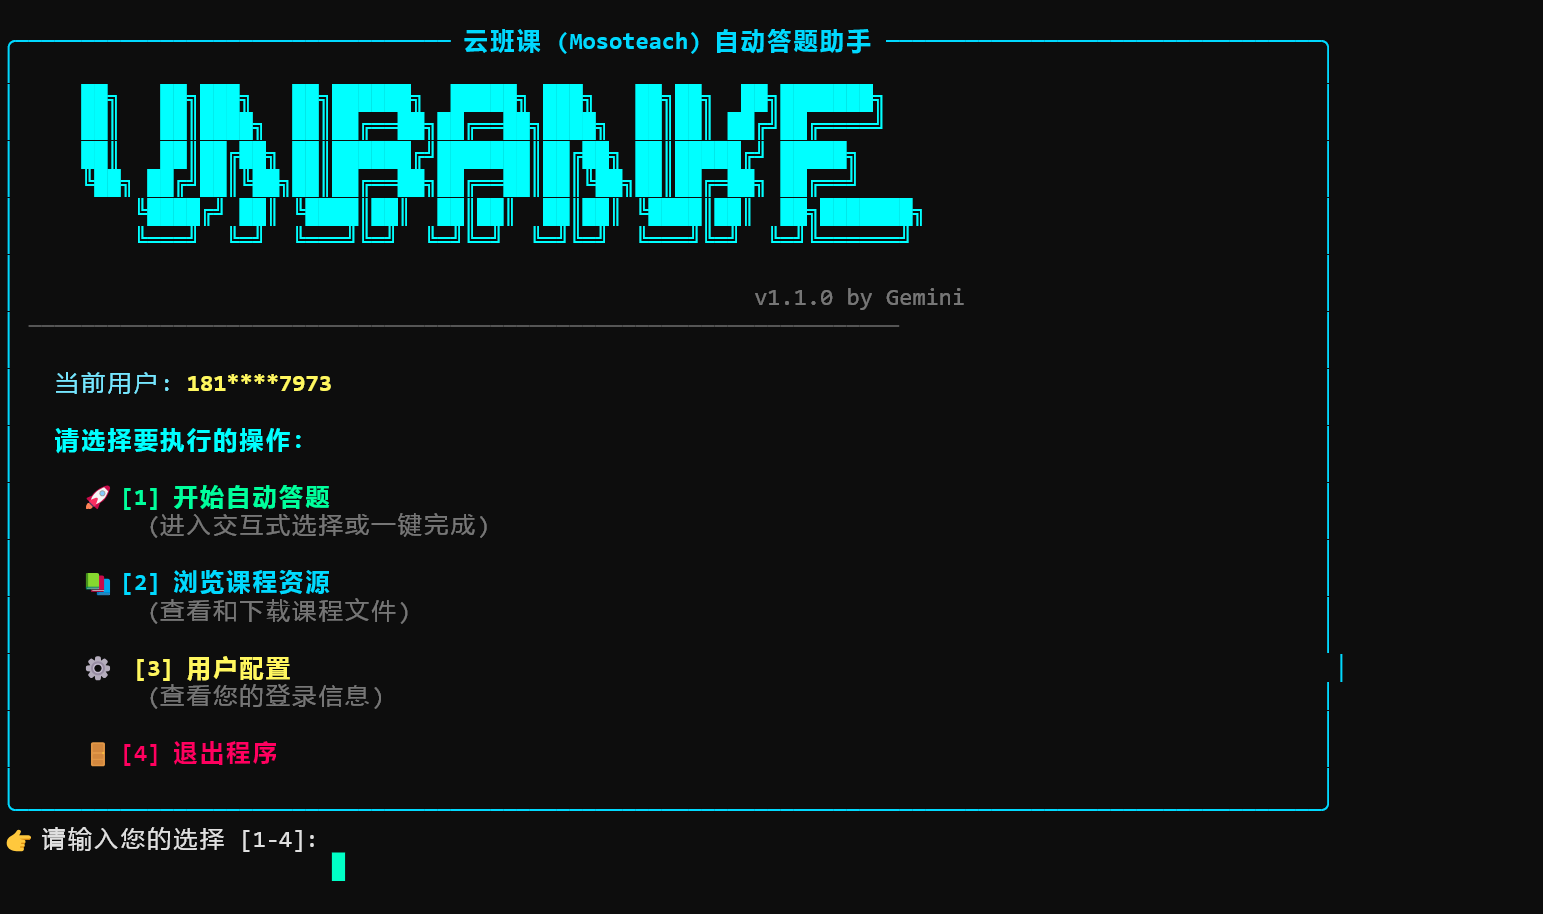 云班课 (Mosoteach) 自动答题助手
v1.1.0 by Gemini
当前用户: 181****7973
请选择要执行的操作:
[1] 开始自动答题
(进入交互式选择或一键完成)
[2] 浏览课程资源
(查看和下载课程文件)
[3] 用户配置
(查看您的登录信息)
[4] 退出程序
请输入您的选择 [1-4]: